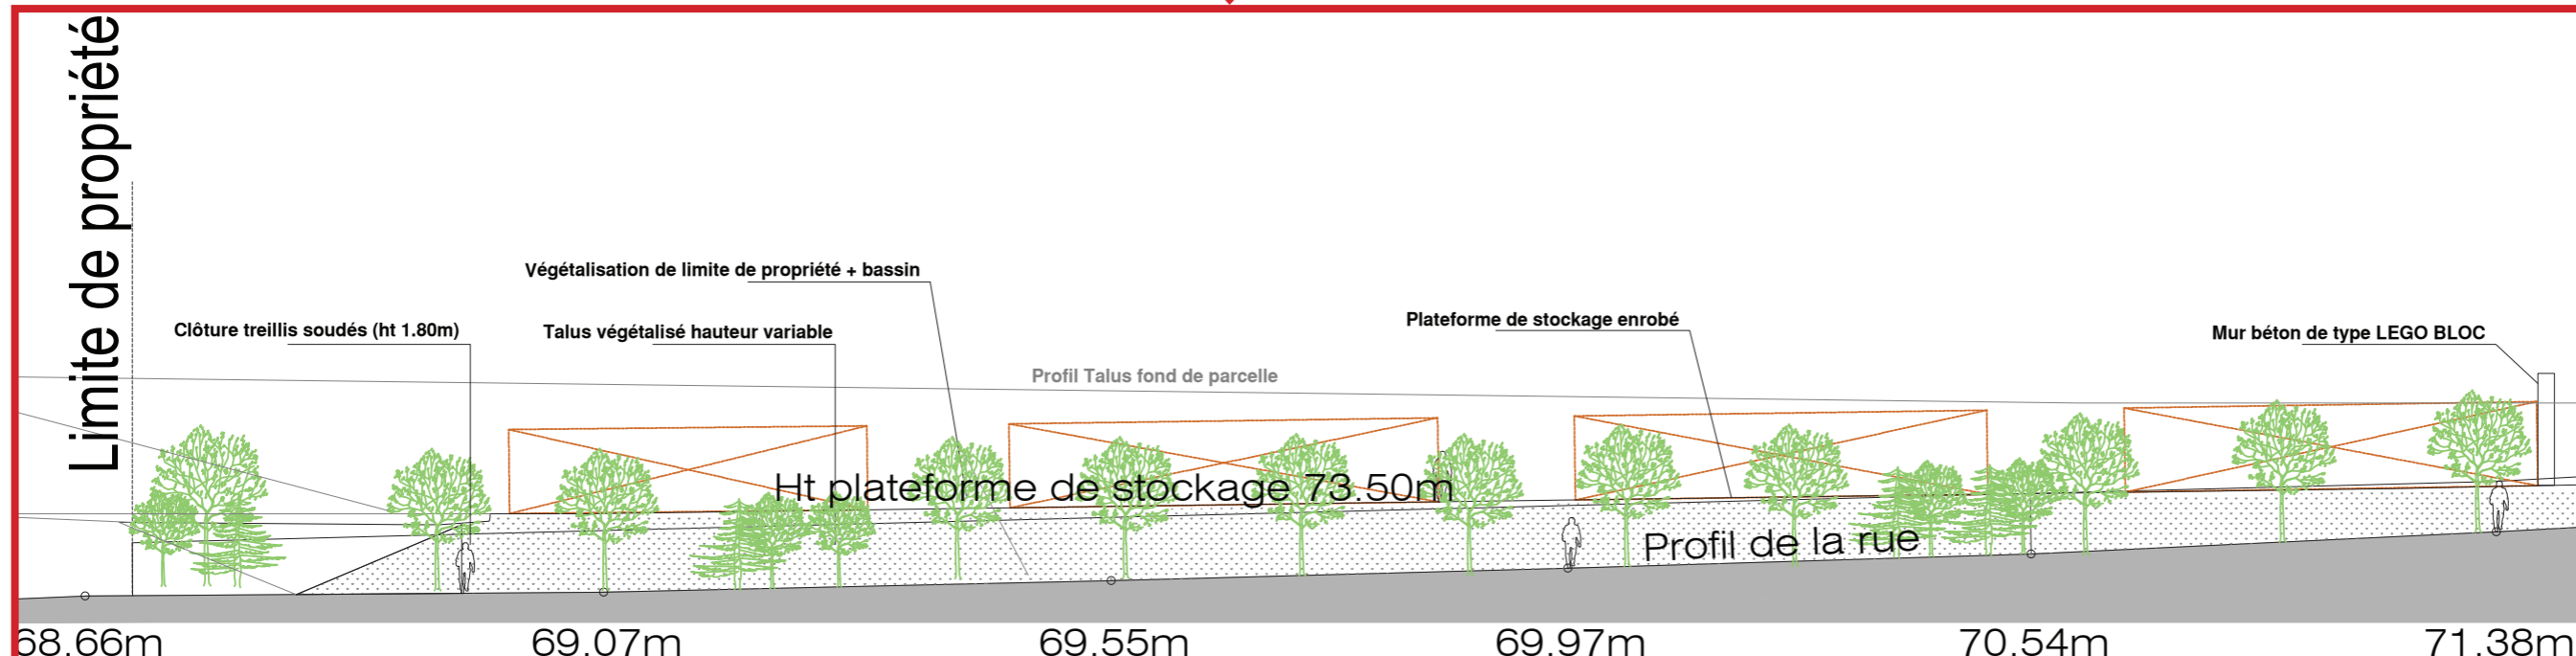 Limite de propriété
Végétalisation de limite de propriété + bassin
Clôture treillis soudés (ht 1.80m)
Talus végétalisé hauteur variable
Plateforme de stockage enrobé
Mur béton de type LEGO BLOC
Profil Talus fond de parcelle
Ht plateforme de stockage 73.50m
Profil de la rue
68.66m
69.07m
69.55m
69.97m
70.54m
71.38m